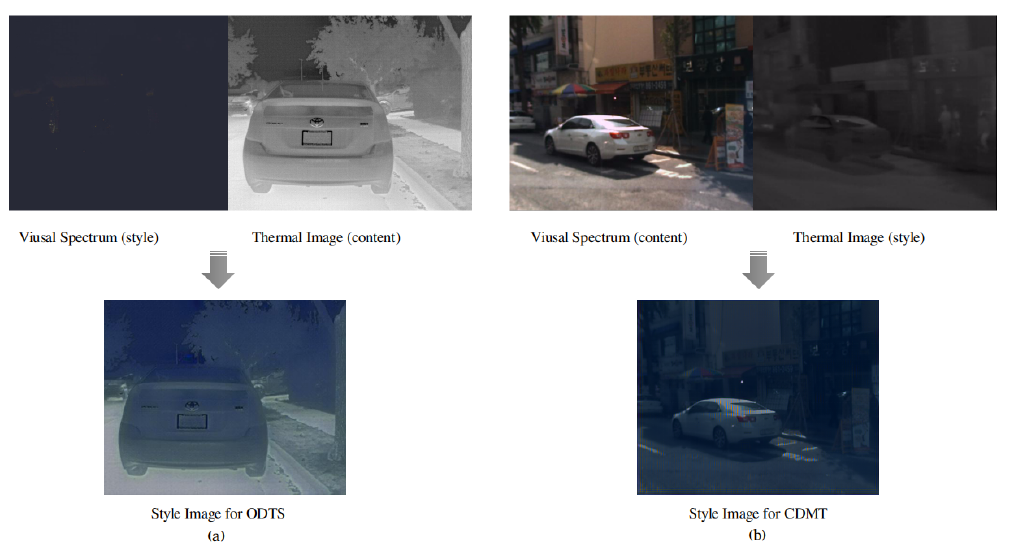 Viusal Spectrum (style)
Thermal Image (content)
Viusal Spectrum (content)
Thermal Image (style)
Style Image for ODTS
(a)
Style Image for CDMT
(b)